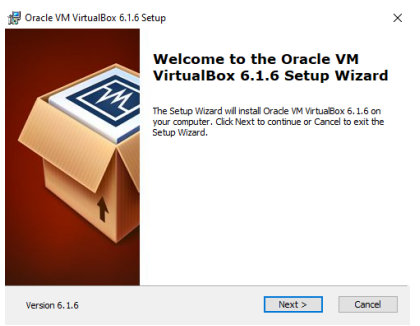 Oracle VM VirtualBox 6.1.6 Setup
Welcome to the Oracle VM
VirtualBox 6.1.6 Setup Wizard
The Setup Wizard will install Oracle VM VirtualBox 6.1.6 on
your computer. Click Next to continue or Cancel to exit the
Setup Wizard.
Version 6.1.6
Next >
Cancel